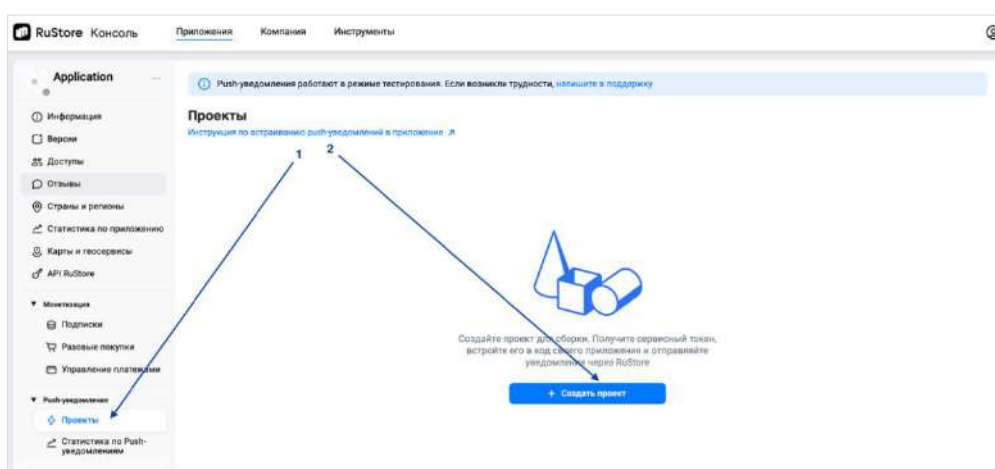 RuStore Консоль
Приложения
Компания
Инструменты
Application
Push-уведомления работают в режиме тестирования. Если возникли трудности, напишите в поддержку
Информация
Версии
Доступы
Отзывы
Страны и регионы
Статистика по приложению
Карты и геосервисы
API RuStore
Монетизация
Подписки
Разовые покупки
Управление платежами
Push-уведомления
Проекты
Статистика по Push-
уведомлениям
Проекты
Инструкция по встраиванию push-уведомлений в приложение
1
2
Создайте проект для сборки. Получите сервисный токен,
встройте его в код своего приложения и отправляйте
уведомления через RuStore
+ Создать проект